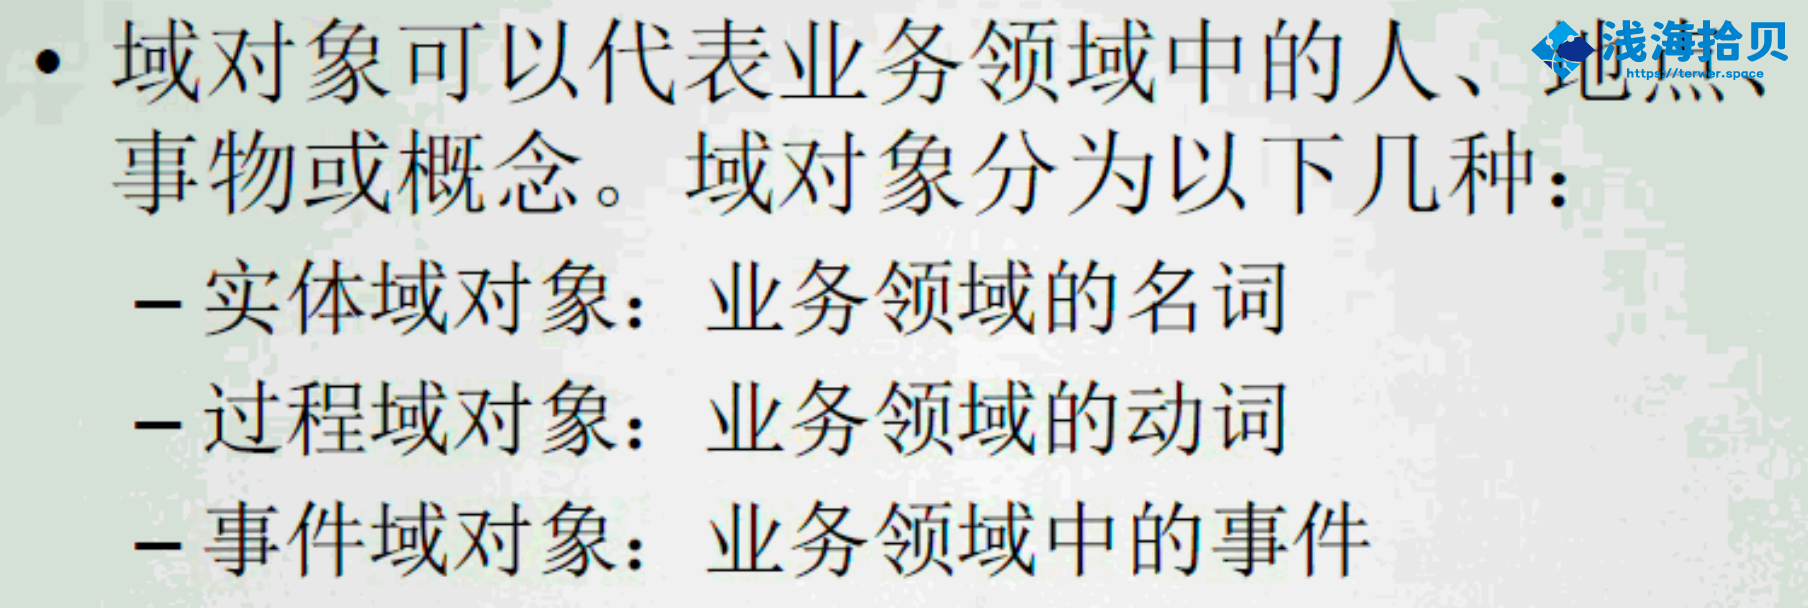 • 域对象可以代表业务领域中的人、地点、
事物或概念。域对象分为以下几种：
– 实体域对象：业务领域的名词
– 过程域对象：业务领域的动词
– 事件域对象：业务领域中的事件
浅海拾贝
https://terwer.space